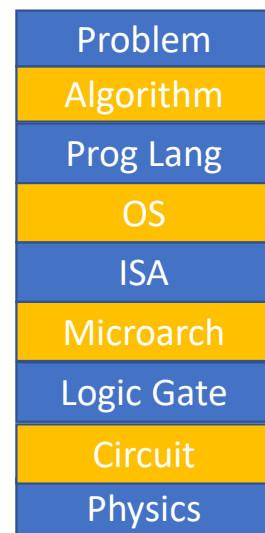 Problem
Algorithm
Prog Lang
OS
ISA
Microarch
Logic Gate
Circuit
Physics